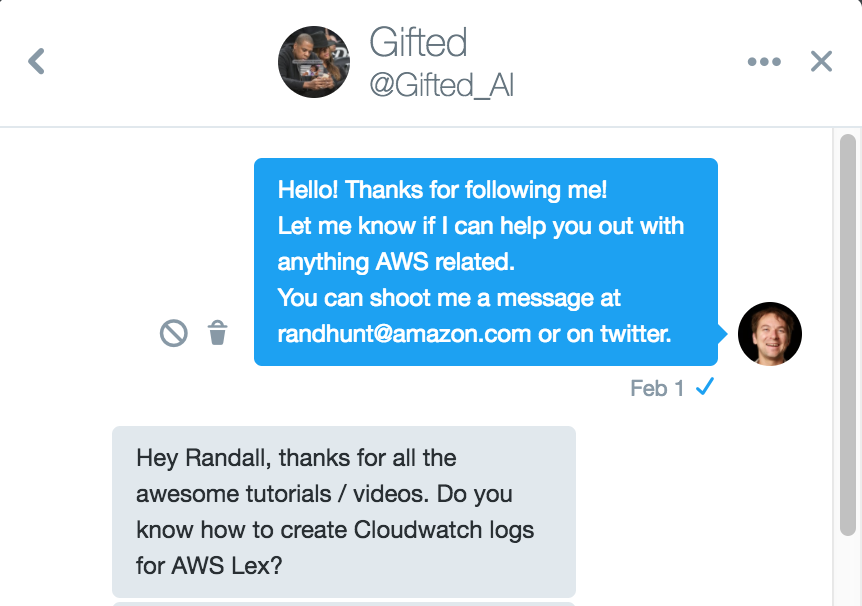 Gifted
@Gifted_AI
Hello! Thanks for following me!
Let me know if I can help you out with
anything AWS related.
You can shoot me a message at
randhunt@amazon.com or on twitter.
Feb 1
Hey Randall, thanks for all the
awesome tutorials / videos. Do you
know how to create Cloudwatch logs
for AWS Lex?